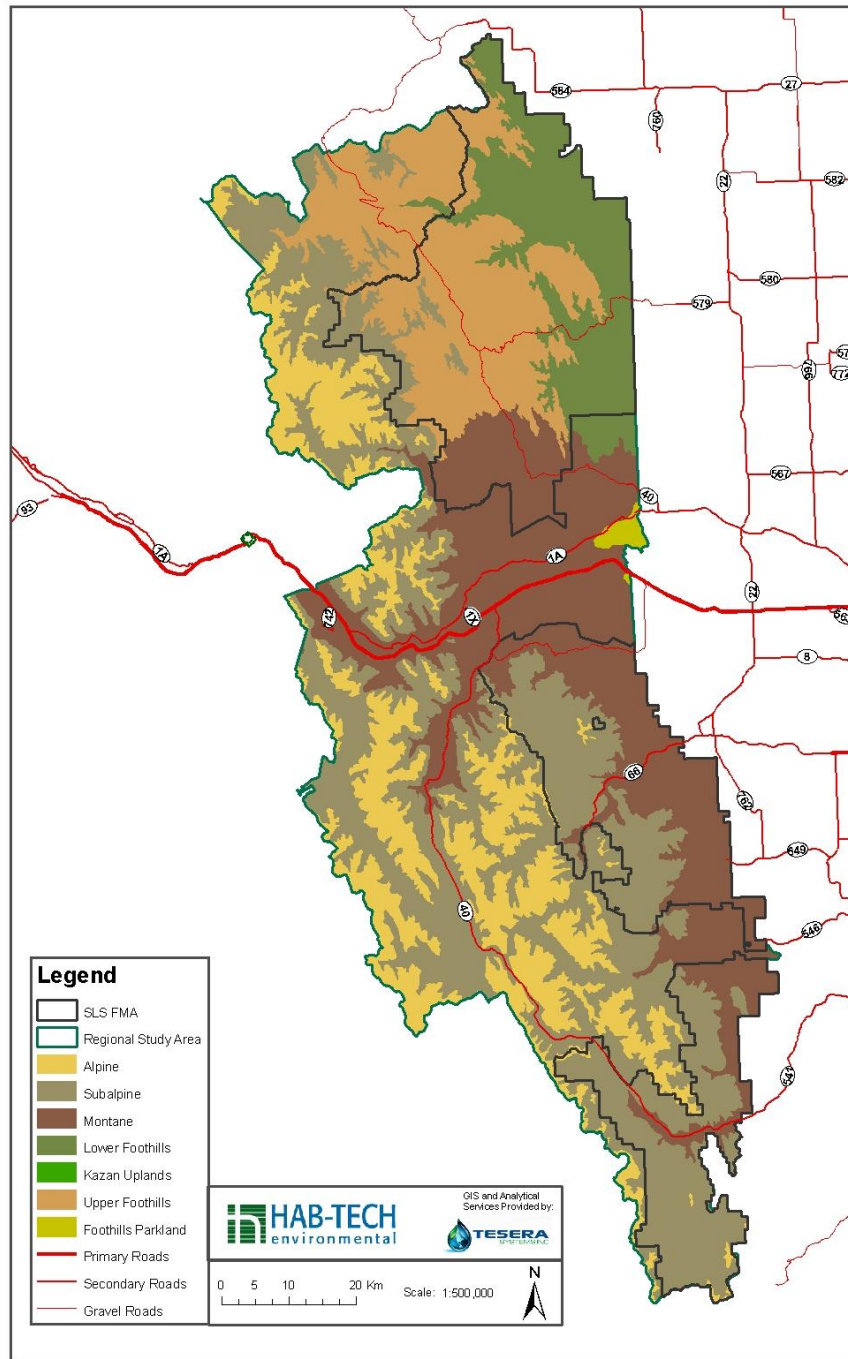 584
27
760
22
582
580
579
766
772
567
40
93
1A
1A
742
1X
22
8
66
762
649
40
546
541
Legend
SLS FMA
Regional Study Area
Alpine
Subalpine
Montane
Lower Foothills
Kazan Uplands
Upper Foothills
Foothills Parkland
Primary Roads
Secondary Roads
Gravel Roads
HAB-TECH
environmental
GIS and Analytical
Services Provided by:
TESERA
0 5 10 20 Km
Scale: 1:500,000
N